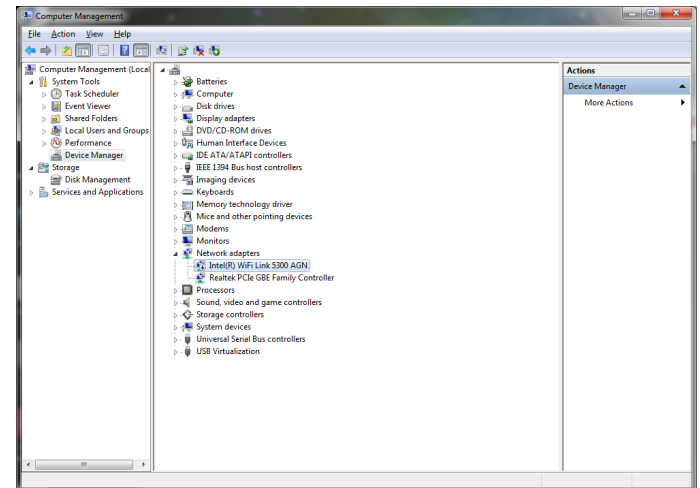 Computer Management
File Action View Help
Computer Management (Local
System Tools
Task Scheduler
Event Viewer
Shared Folders
Local Users and Groups
Performance
Device Manager
Storage
Disk Management
Services and Applications
Batteries
Computer
Disk drives
Display adapters
DVD/CD-ROM drives
Human Interface Devices
IDE ATA/ATAPI controllers
IEEE 1394 Bus host controllers
Imaging devices
Keyboards
Memory technology driver
Mice and other pointing devices
Modems
Monitors
Network adapters
Intel(R) WiFi Link 5300 AGN
Realtek PCIe GBE Family Controller
Processors
Sound, video and game controllers
Storage controllers
System devices
Universal Serial Bus controllers
USB Virtualization
Actions
Device Manager
More Actions